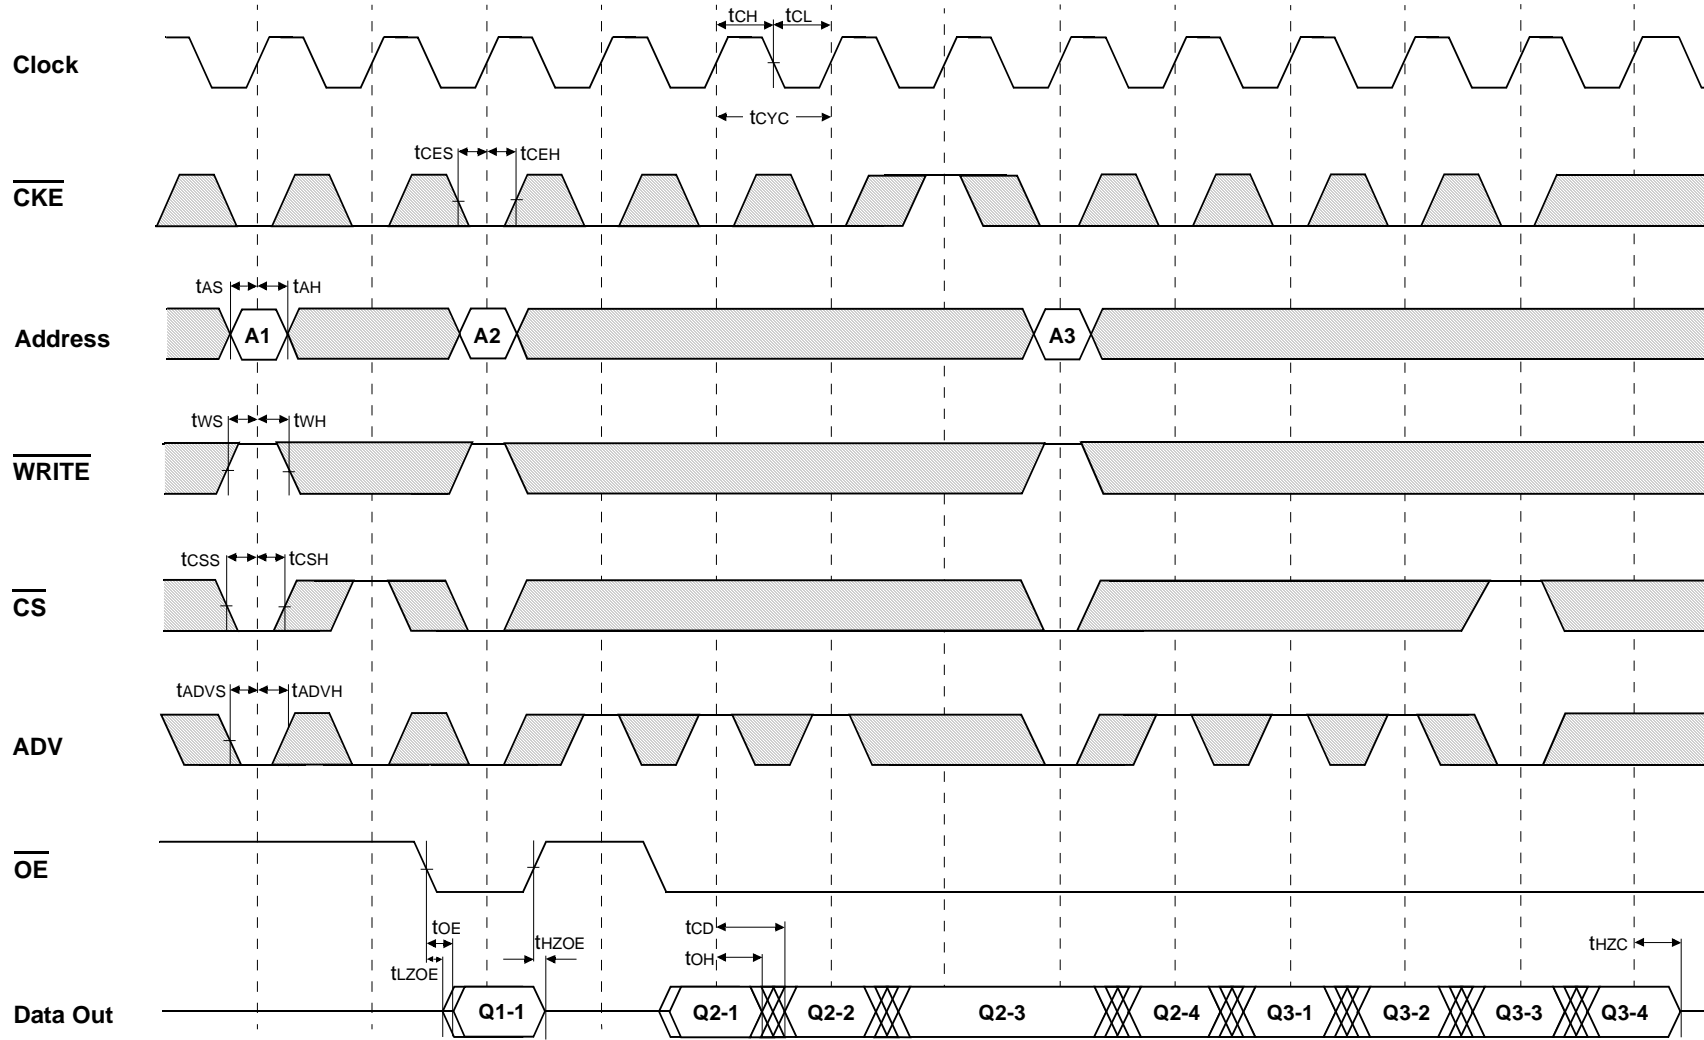 tCH tCL
Clock
tCYC
tCES tCEH
CKE
tAS tAH
Address A1 A2 A3
tWS tWH
WRITE
tCSS tCSH
CS
tADVS tADVH
ADV
OE
tOE tHZOE tCD tHZC
tLZOE tOH
Data Out Q1-1 Q2-1 Q2-2 Q2-3 Q2-4 Q3-1 Q3-2 Q3-3 Q3-4